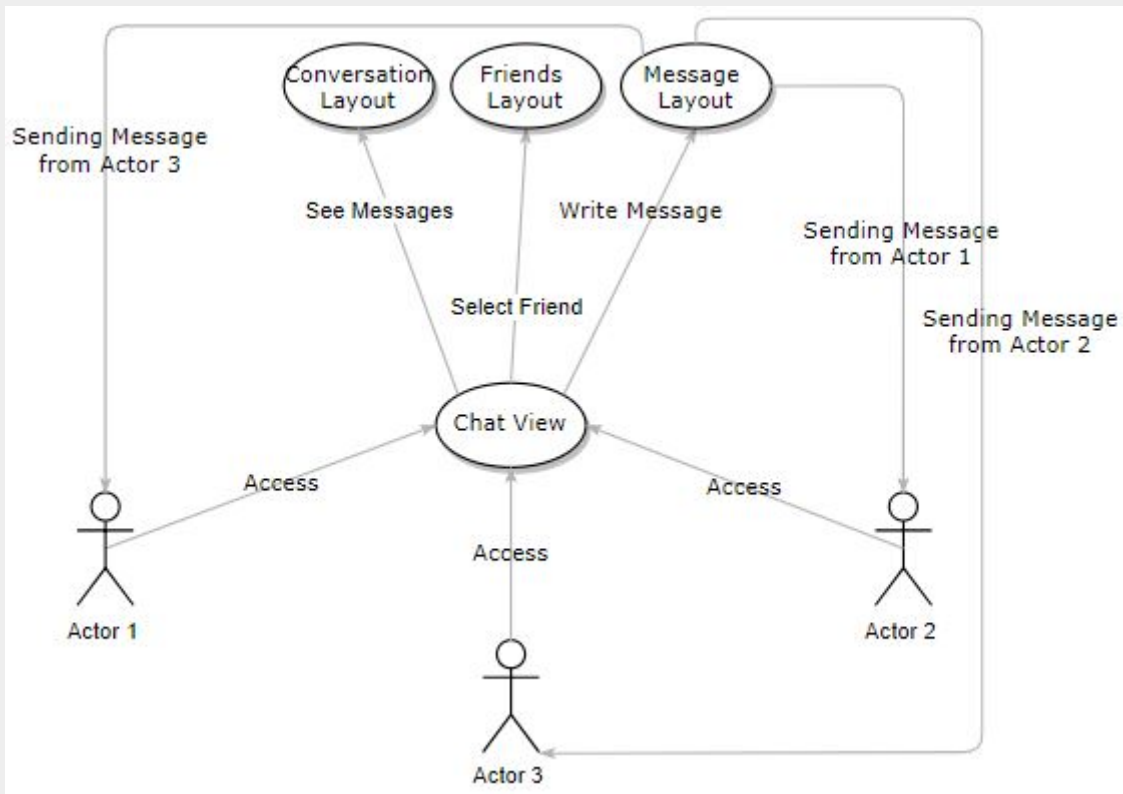 Conversation
Layout
Friends
Layout
Message
Layout
Sending Message
from Actor 3
See Messages
Write Message
Sending Message
from Actor 1
Select Friend
Sending Message
from Actor 2
Chat View
Access
Access
Access
Actor 1
Actor 2
Actor 3